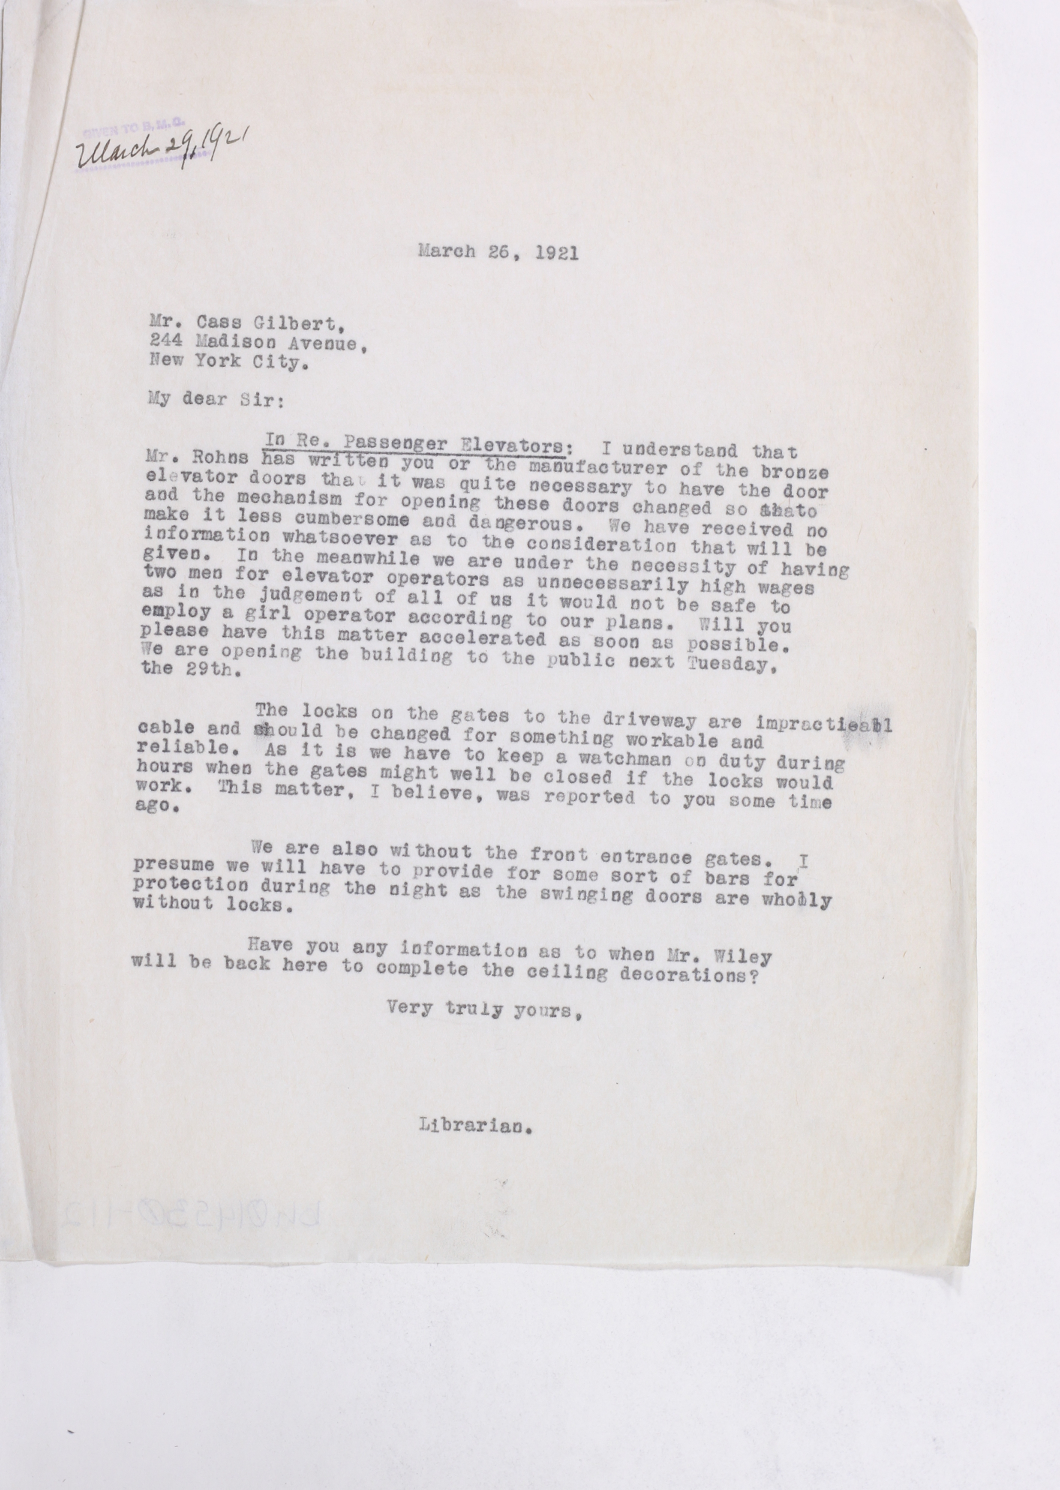 GIVEN TO B.M.G.
March 29, 1921
March 26, 1921
Mr. Cass Gilbert,
244 Madison Avenue,
New York City.
My dear Sir:
In Re. Passenger Elevators: I understand that
Mr. Rohns has written you or the manufacturer of the bronze
elevator doors that it was quite necessary to have the door
and the mechanism for opening these doors changed so as to
make it less cumbersome and dangerous. We have received no
information whatsoever as to the consideration that will be
given. In the meanwhile we are under the necessity of having
two men for elevator operators as unnecessarily high wages
as in the judgement of all of us it would not be safe to
employ a girl operator according to our plans. Will you
please have this matter accelerated as soon as possible.
We are opening the building to the public next Tuesday,
the 29th.
The locks on the gates to the driveway are impracti
cable and should be changed for something workable and
reliable. As it is we have to keep a watchman on duty during
hours when the gates might well be closed if the locks would
work. This matter, I believe, was reported to you some time
ago.
We are also without the front entrance gates. I
presume we will have to provide for some sort of bars for
protection during the night as the swinging doors are wholly
without locks.
Have you any information as to when Mr. Wiley
will be back here to complete the ceiling decorations?
Very truly yours,
Librarian.